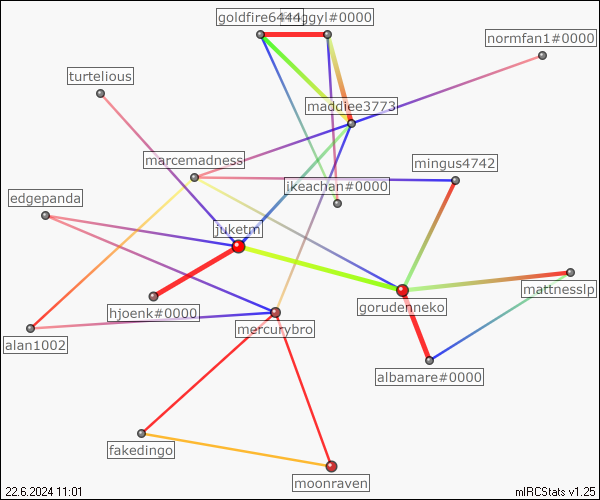 goldfire6444
ggyl#0000
normfan1#0000
turtelious
maddiee3773
marcemadness
mingus4742
ikeachan#0000
edgepanda
juketm
mattnesslp
gorudenneko
hjoenk#0000
mercurybro
alan1002
albamare#0000
fakedingo
moonraven
22.6.2024 11:01
mIRCStats v1.25